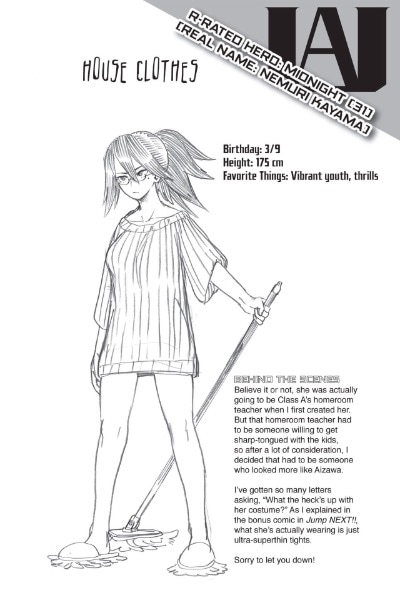 UA
R-RATED HERO: MIDNIGHT (31)
(REAL NAME: NEMURI KAYAMA)
HOUSE CLOTHES
Birthday: 3/9
Height: 175 cm
Favorite Things: Vibrant youth, thrills
BEHIND THE SCENES
Believe it or not, she was actually
going to be Class A's homeroom
teacher when I first created her.
But that homeroom teacher had
to be someone willing to get
sharp-tongued with the kids,
so after a lot of consideration, I
decided that had to be someone
who looked more like Aizawa.
I've gotten so many letters
asking, "What the heck's up with
her costume?" As I explained in
the bonus comic in Jump NEXT!!,
what she's actually wearing is just
ultra-superthin tights.
Sorry to let you down!